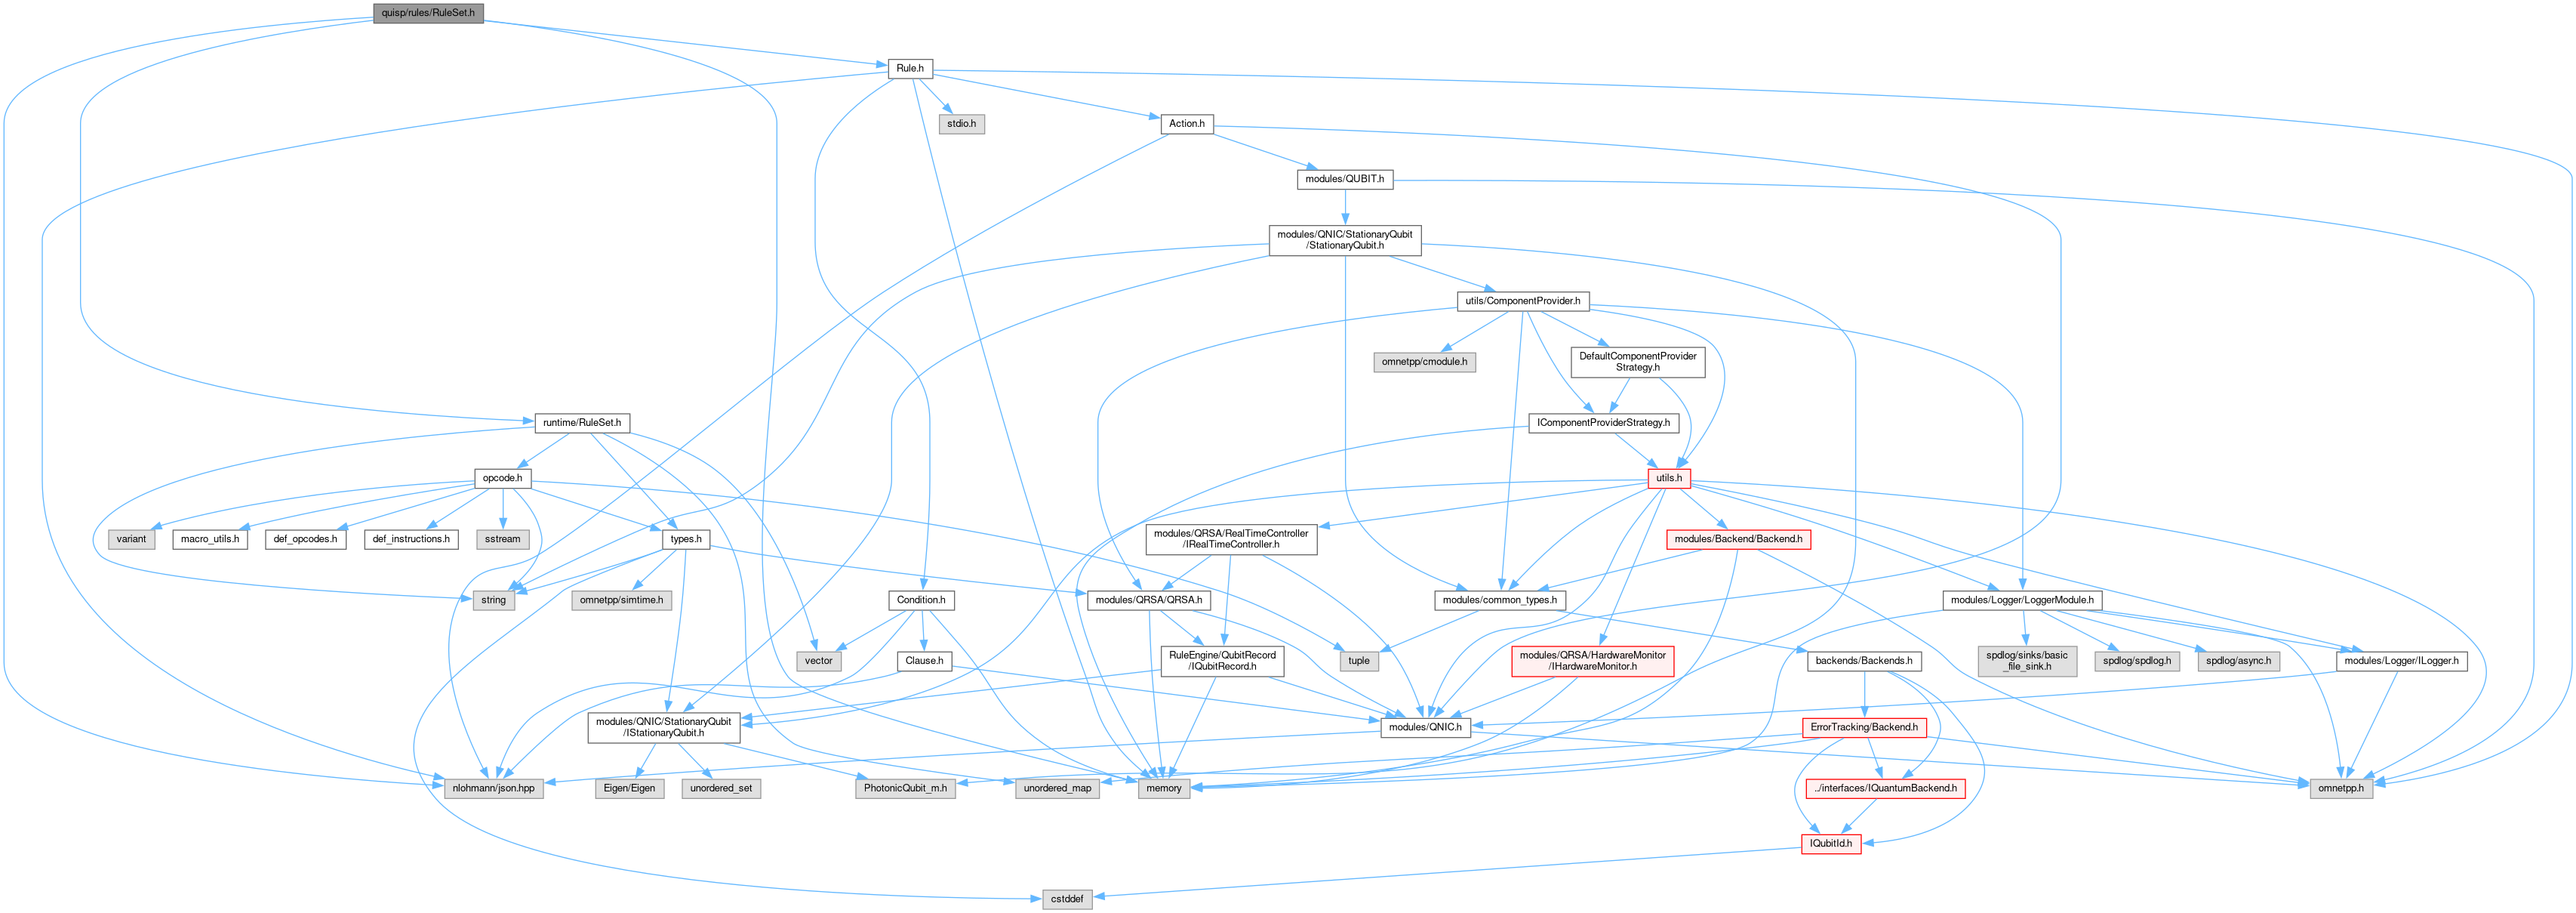 quisp/rules/RuleSet.h
Rule.h
stdio.h
Action.h
modules/QUBIT.h
modules/QNIC/StationaryQubit
/StationaryQubit.h
utils/ComponentProvider.h
omnetpp/cmodule.h
DefaultComponentProvider
Strategy.h
runtime/RuleSet.h
IComponentProviderStrategy.h
opcode.h
utils.h
variant
macro_utils.h
def_opcodes.h
def_instructions.h
sstream
types.h
modules/QRSA/RealTimeController
/IRealTimeController.h
modules/Backend/Backend.h
string
omnetpp/simtime.h
Condition.h
modules/QRSA/QRSA.h
modules/common_types.h
modules/Logger/LoggerModule.h
vector
Clause.h
RuleEngine/QubitRecord
/IQubitRecord.h
tuple
modules/QRSA/HardwareMonitor
/IHardwareMonitor.h
backends/Backends.h
spdlog/sinks/basic
_file_sink.h
spdlog/spdlog.h
spdlog/async.h
modules/Logger/ILogger.h
modules/QNIC/StationaryQubit
/IStationaryQubit.h
modules/QNIC.h
ErrorTracking/Backend.h
nlohmann/json.hpp
Eigen/Eigen
unordered_set
PhotonicQubit_m.h
unordered_map
memory
../interfaces/IQuantumBackend.h
omnetpp.h
IQubitId.h
cstddef